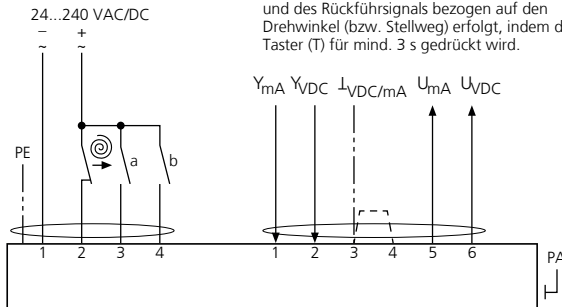 und des Rückführsignals bezogen auf den
Drehwinkel (bzw. Stellweg) erfolgt, indem d
Taster (T) für mind. 3 s gedrückt wird.
24...240 VAC/DC
− +
~ ~
YmA YVDC ⊥VDC/mA UmA UVDC
PE
a b
1 2 3 4
1 2 3 4 5 6
PA